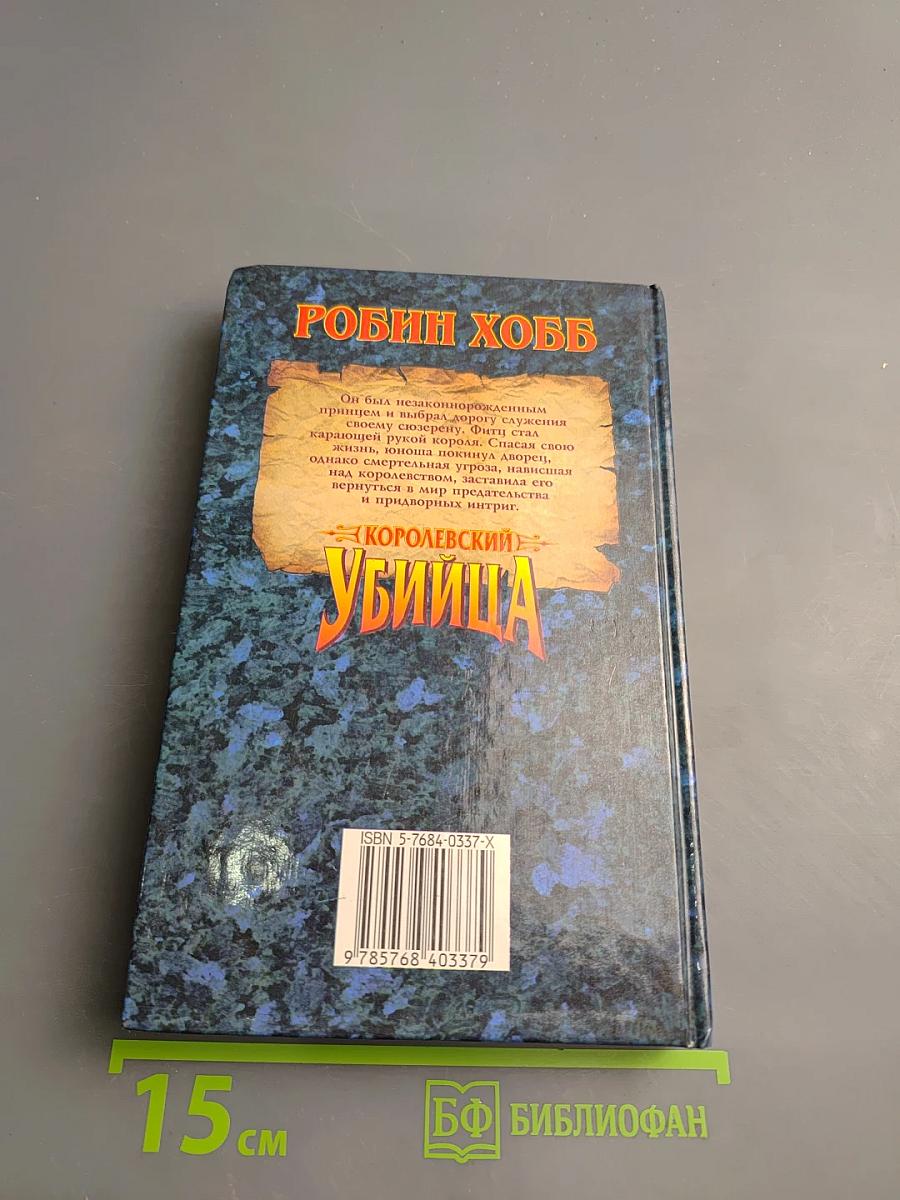 РОБИН ХОББ
Он был незаконнорожденным
принцем и выбрал дорогу служения
своему сюзерену. Фитц стал
карающей рукой короля. Спасая свою
жизнь, юноша покинул дворец,
однако смертельная угроза, нависшая
над королевством, заставила его
вернуться в мир предательства
и придворных интриг.
КОРОЛЕВСКИЙ
УБИЙЦА
ISBN 5-7684-0337-X
9 785768 403379
15 см
БФ БИБЛИОФАН